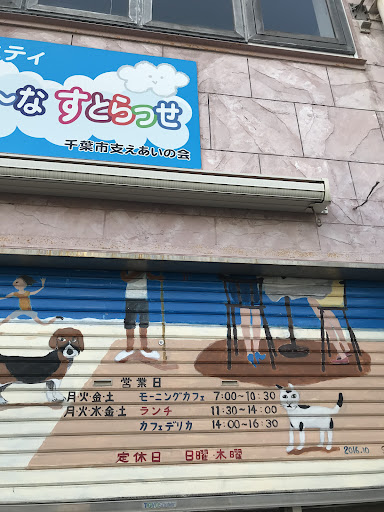 ティ
〜な すとらっせ
千葉市支えあいの会
営業日
月火・金土 モーニングカフェ 7:00~10:30
月火水金土 ランチ 11:30~14:00
カフェデリカ 14:00~16:30
定休日 日曜・木曜
2016.10